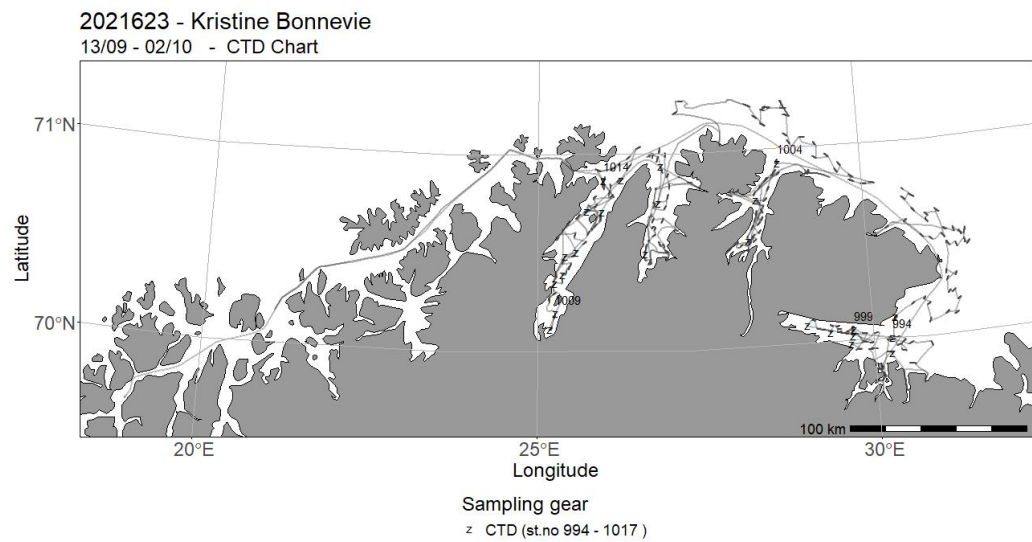 2021623 - Kristine Bonnevie
13/09 - 02/10 - CTD Chart
71°N
1004
1014
Latitude
1009
70°N
999
994
100 km
20°E
25°E
30°E
Longitude
Sampling gear
z CTD (st.no 994 - 1017 )